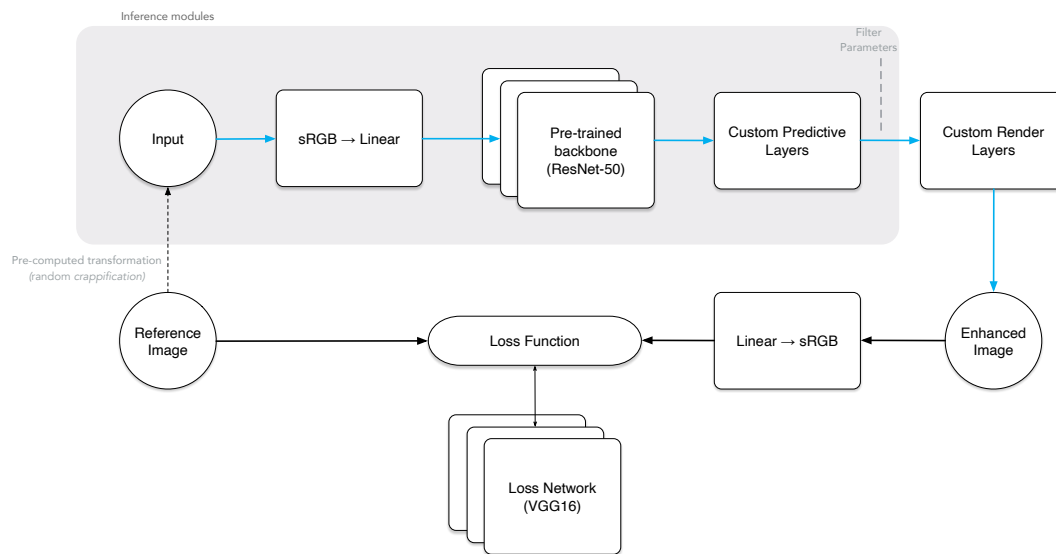 Inference modules
Filter
Parameters
Input
sRGB → Linear
Pre-trained
backbone
(ResNet-50)
Custom Predictive
Layers
Custom Render
Layers
Pre-computed transformation
(random crappification)
Reference
Image
Loss Function
Linear → sRGB
Enhanced
Image
Loss Network
(VGG16)